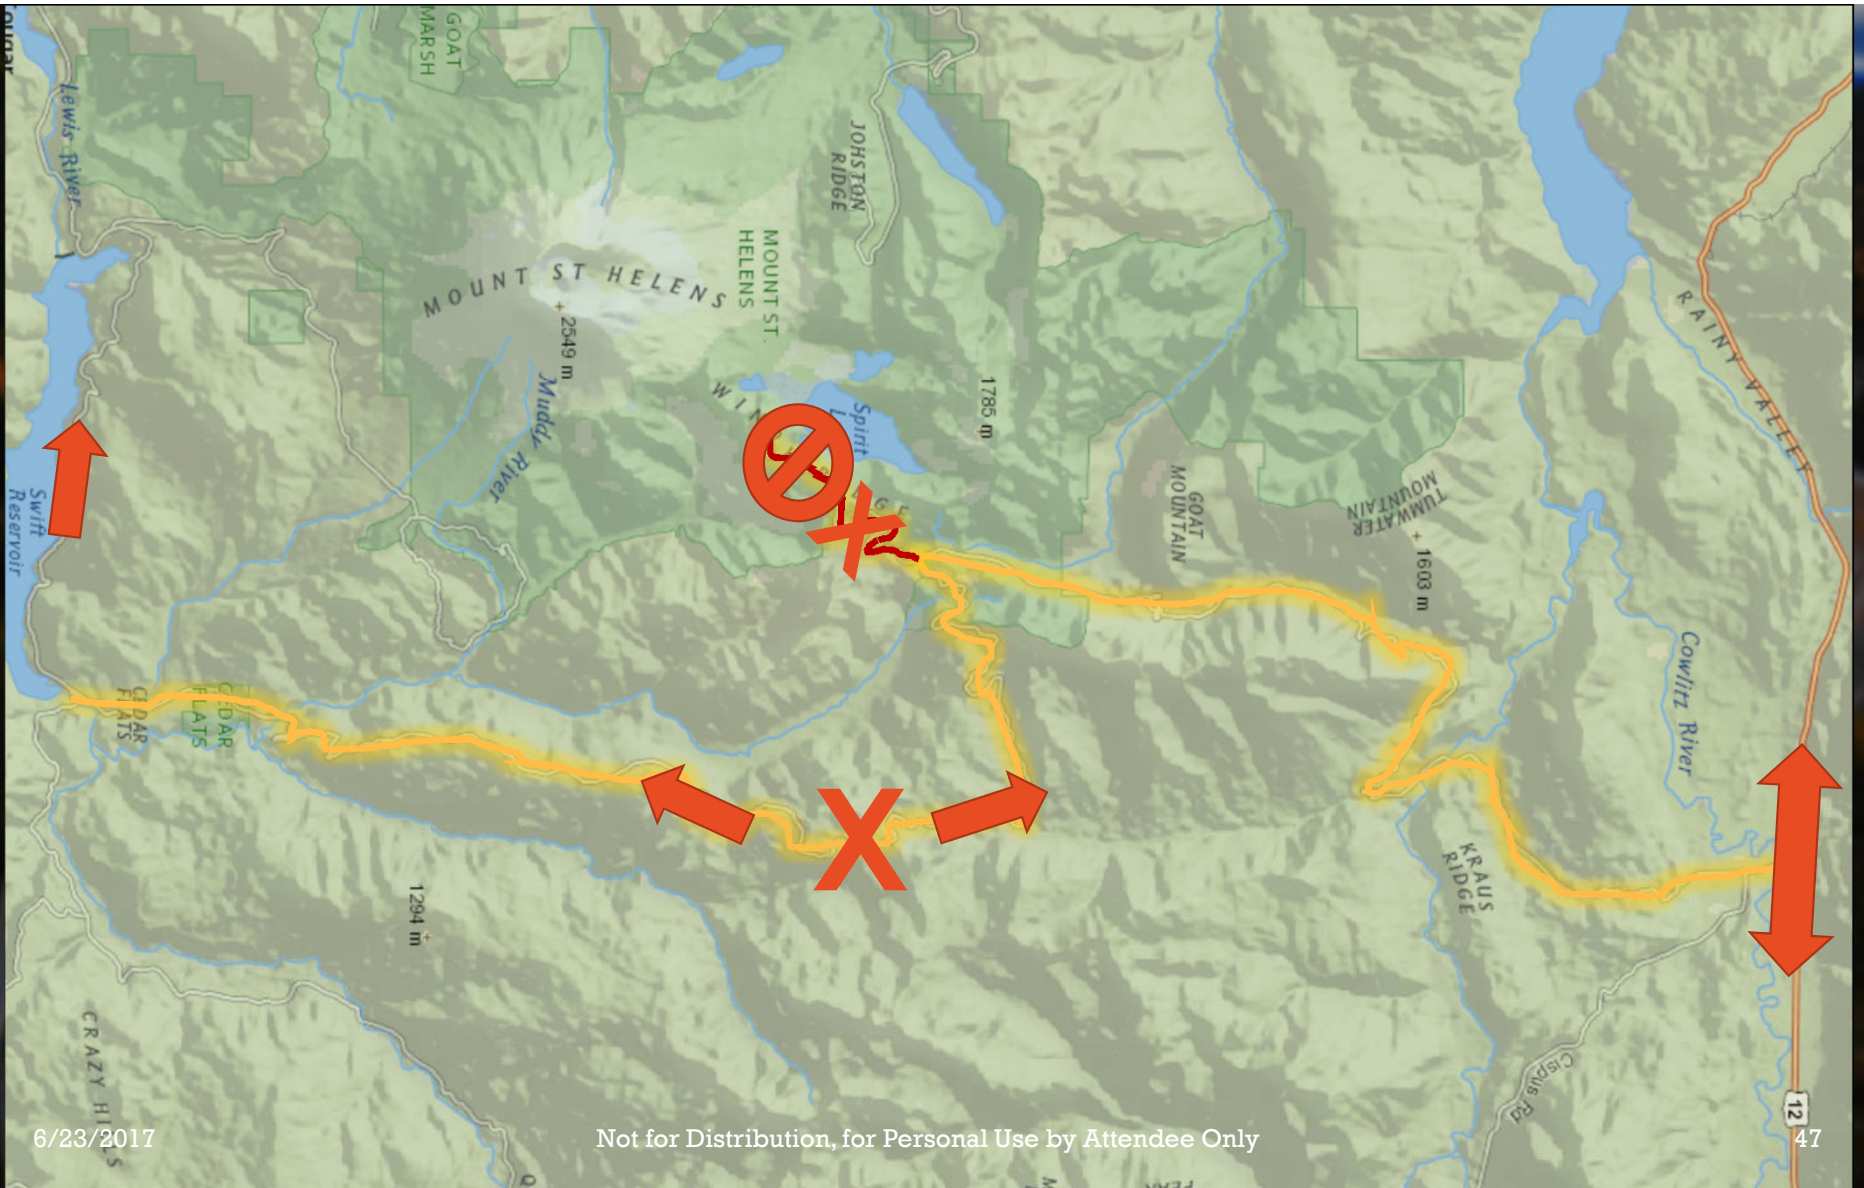 Lewis River
GOAT
MARSH
JOHSTON
RIDGE
MOUNT ST HELENS
MOUNT ST.
HELENS
2549 m
Muddy River
Spirit
L
1785 m
GOAT
MOUNTAIN
TUMWATER
MOUNTAIN
1603 m
RAINY VALLEY
Swift
Reservoir
CEDAR
FLATS
CEDAR
FLATS
Cowlitz River
KRAUS
RIDGE
1294 m
CRAZY HILLS
Cispus Rd
12
6/23/2017
Not for Distribution, for Personal Use by Attendee Only
47